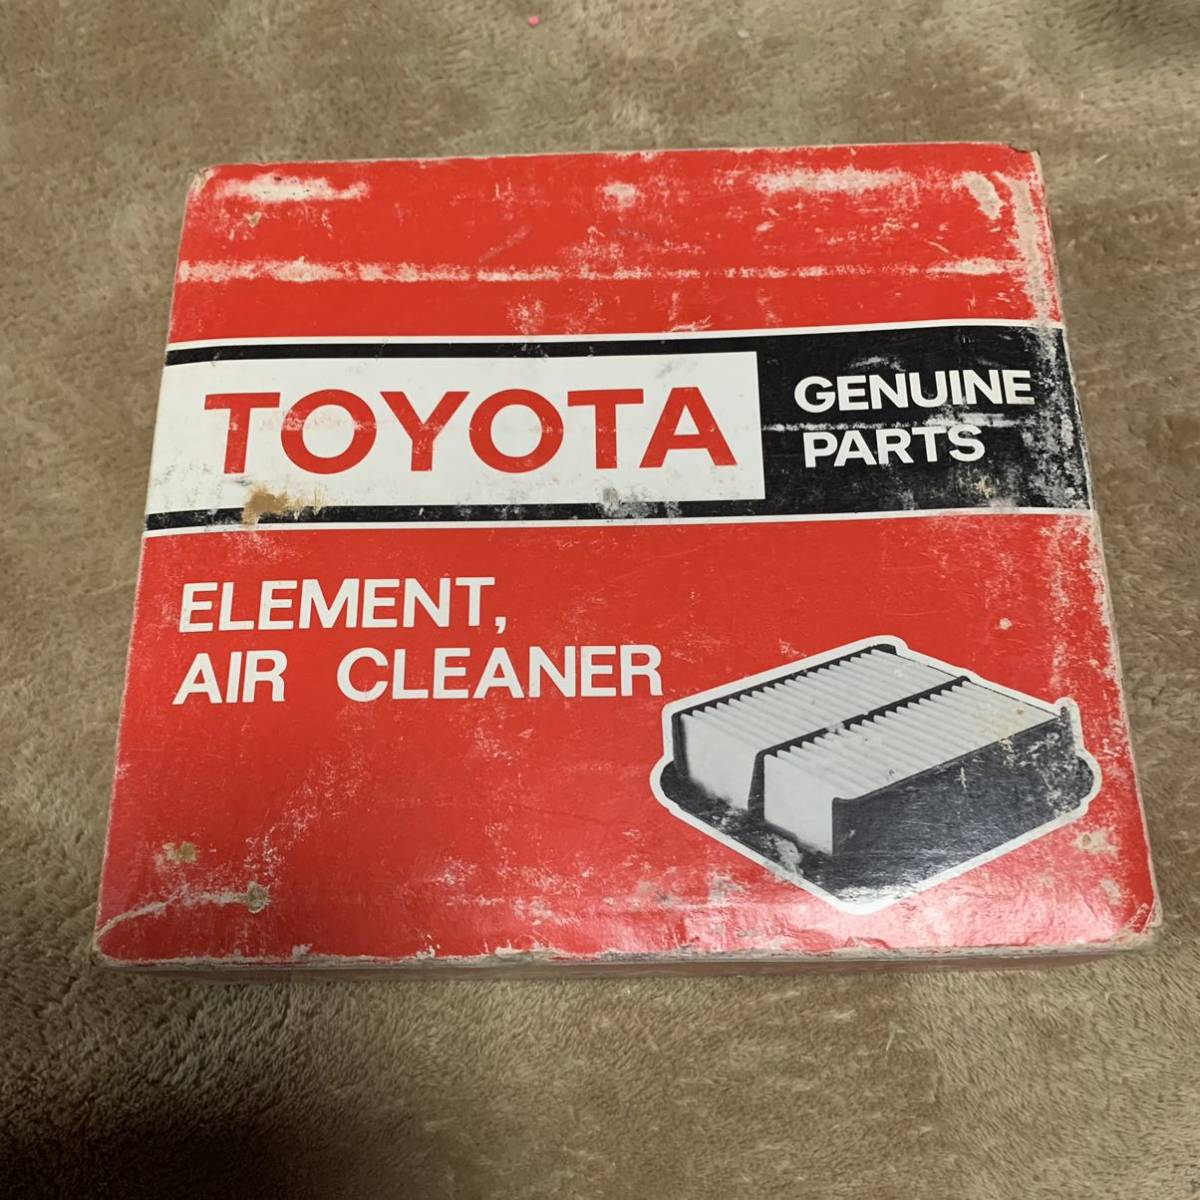 TOYOTA
GENUINE
PARTS
ELEMENT,
AIR CLEANER